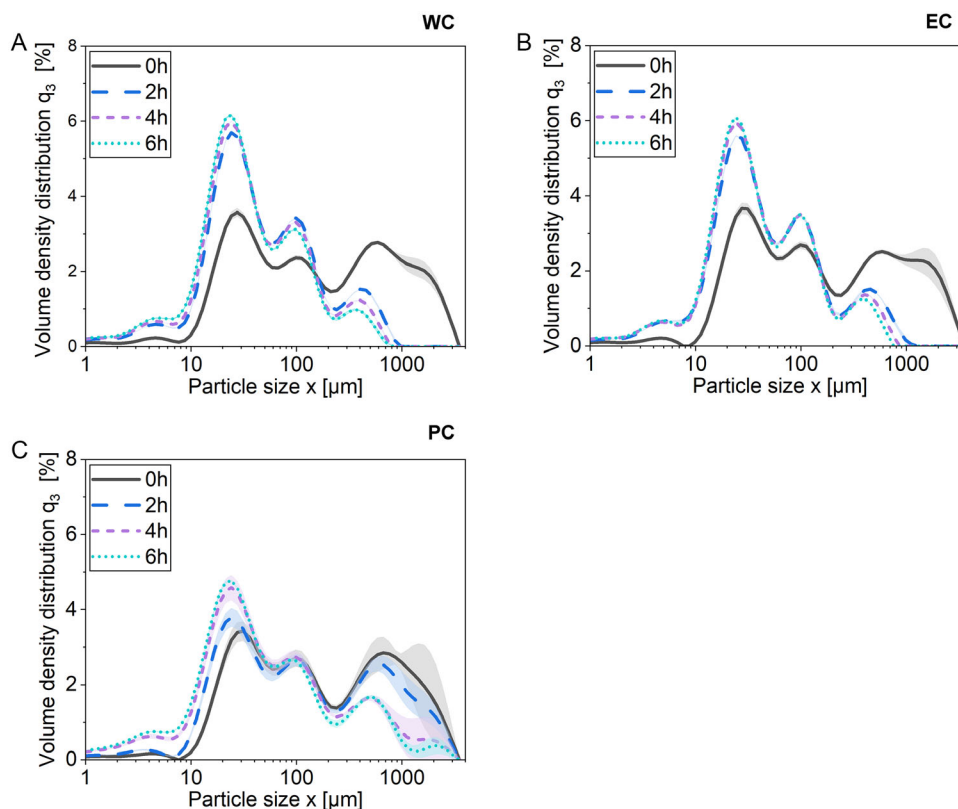 A
WC
Volume density distribution q₃ [%]
8
6
4
2
0
0h
2h
4h
6h
1
10
100
1000
Particle size x [µm]
B
EC
Volume density distribution q₃ [%]
8
6
4
2
0
0h
2h
4h
6h
1
10
100
1000
Particle size x [µm]
C
PC
Volume density distribution q₃ [%]
8
6
4
2
0
0h
2h
4h
6h
1
10
100
1000
Particle size x [µm]